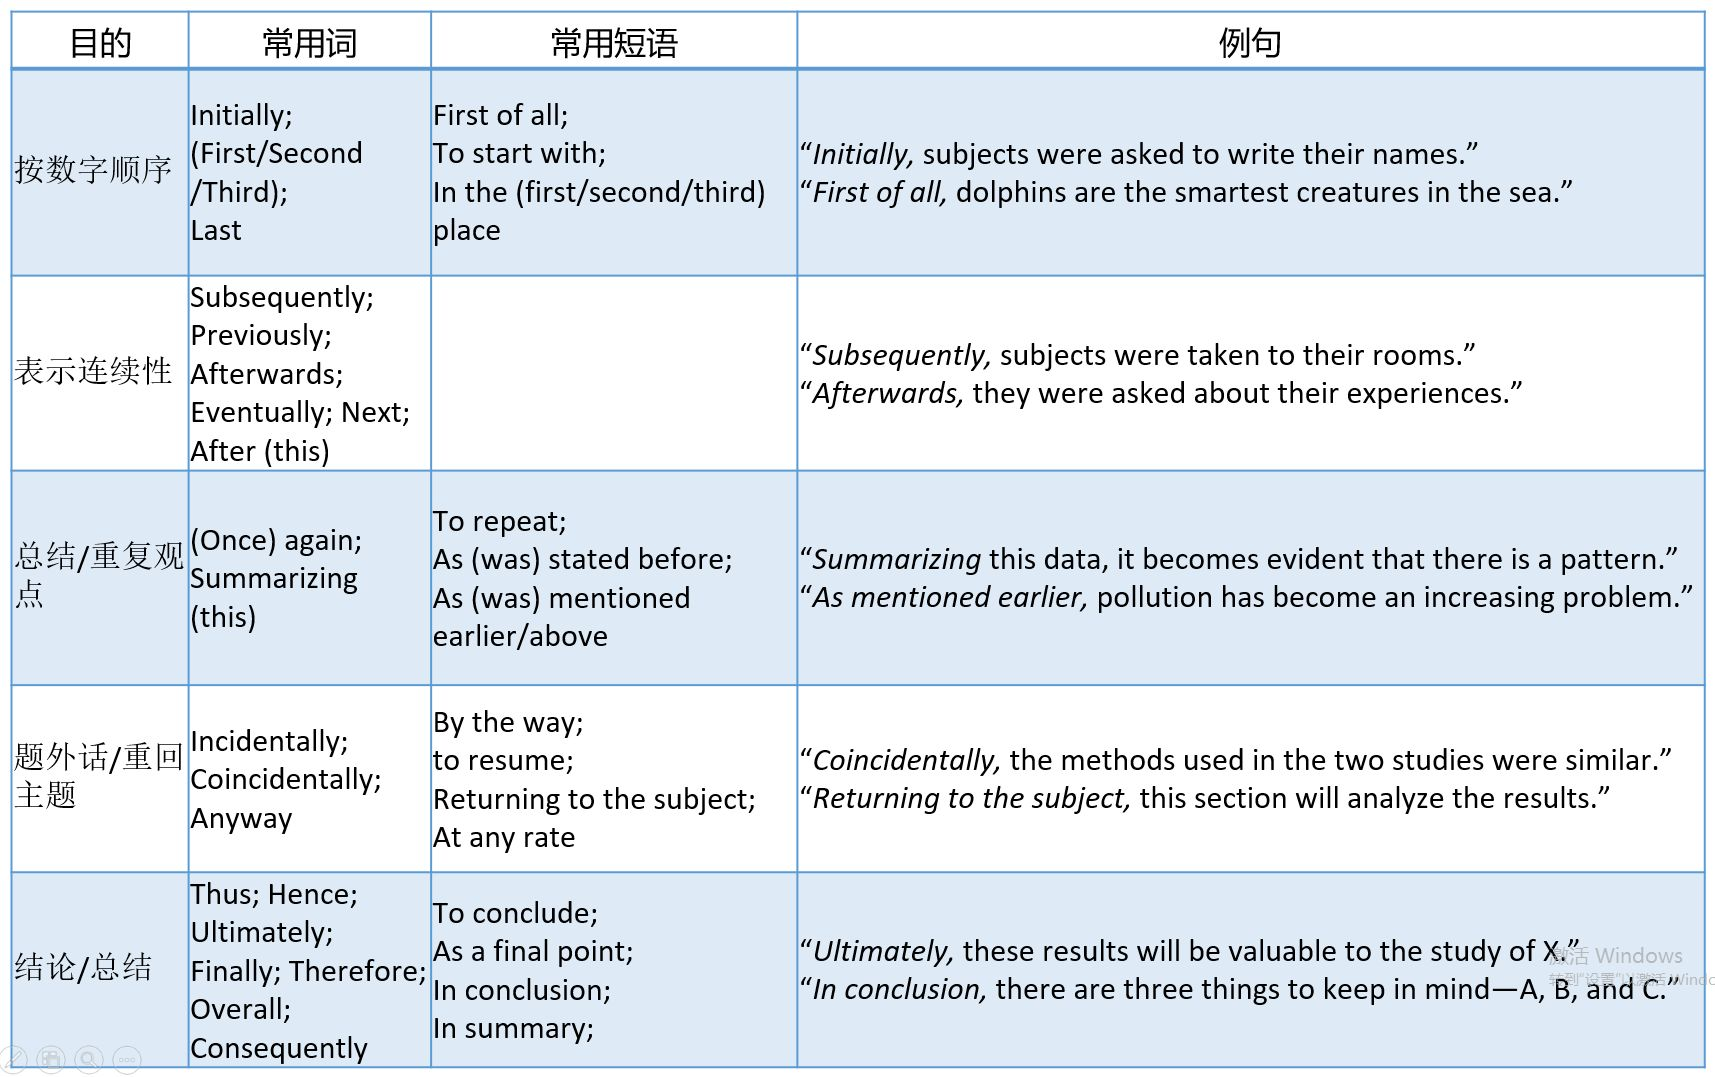 目的
常用词
常用短语
例句
按数字顺序
Initially;
(First/Second
/Third);
Last
First of all;
To start with;
In the (first/second/third)
place
“Initially, subjects were asked to write their names.”
“First of all, dolphins are the smartest creatures in the sea.”
表示连续性
Subsequently;
Previously;
Afterwards;
Eventually; Next;
After (this)
“Subsequently, subjects were taken to their rooms.”
“Afterwards, they were asked about their experiences.”
总结/重复观
点
(Once) again;
Summarizing
(this)
To repeat;
As (was) stated before;
As (was) mentioned
earlier/above
“Summarizing this data, it becomes evident that there is a pattern.”
“As mentioned earlier, pollution has become an increasing problem.”
题外话/重回
主题
Incidentally;
Coincidentally;
Anyway
By the way;
to resume;
Returning to the subject;
At any rate
“Coincidentally, the methods used in the two studies were similar.”
“Returning to the subject, this section will analyze the results.”
结论/总结
Thus; Hence;
Ultimately;
Finally; Therefore;
Overall;
Consequently
To conclude;
As a final point;
In conclusion;
In summary;
“Ultimately, these results will be valuable to the study of X.”
“In conclusion, there are three things to keep in mind—A, B, and C.”
激活 Windows
转到“设置”以激活 Windo